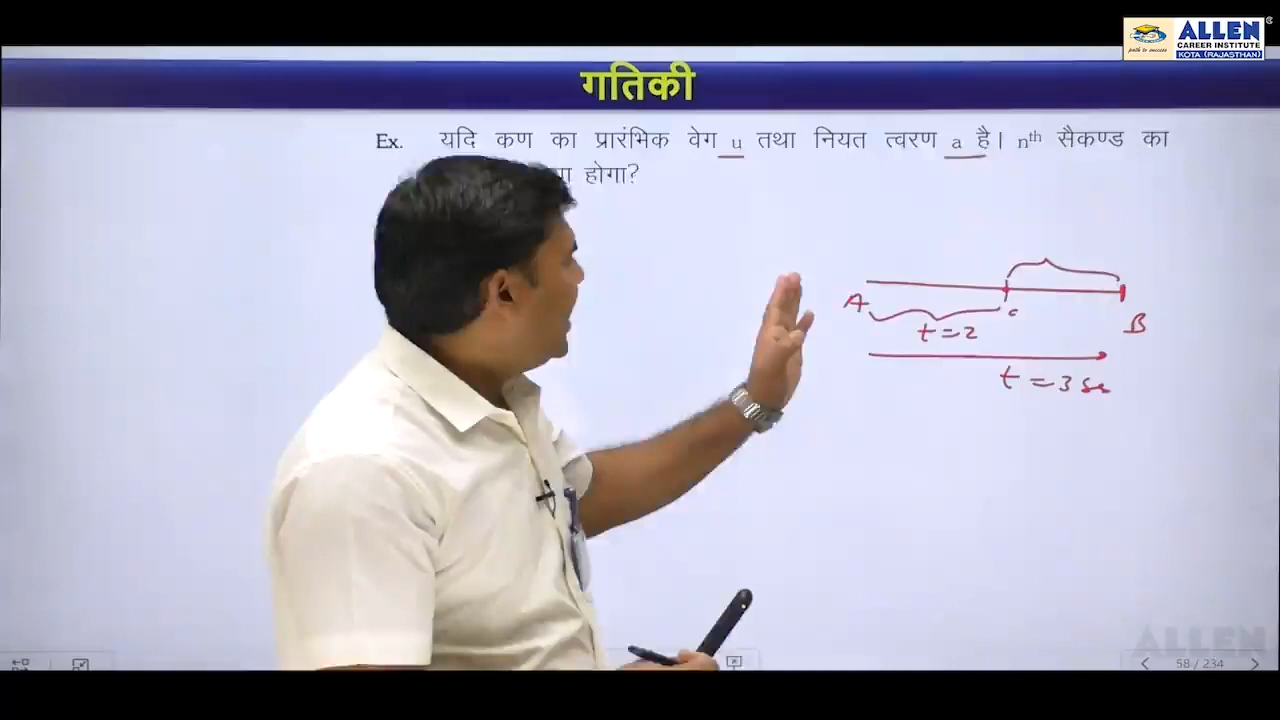 ALLEN
CAREER INSTITUTE
KOTA (RAJASTHAN)
path to success
गतिकी
Ex. यदि कण का प्रारंभिक वेग u तथा नियत त्वरण a है। nth सैकण्ड का
होगा?
A
c
B
t=2
t=3 sec
ALLEN
58 / 234